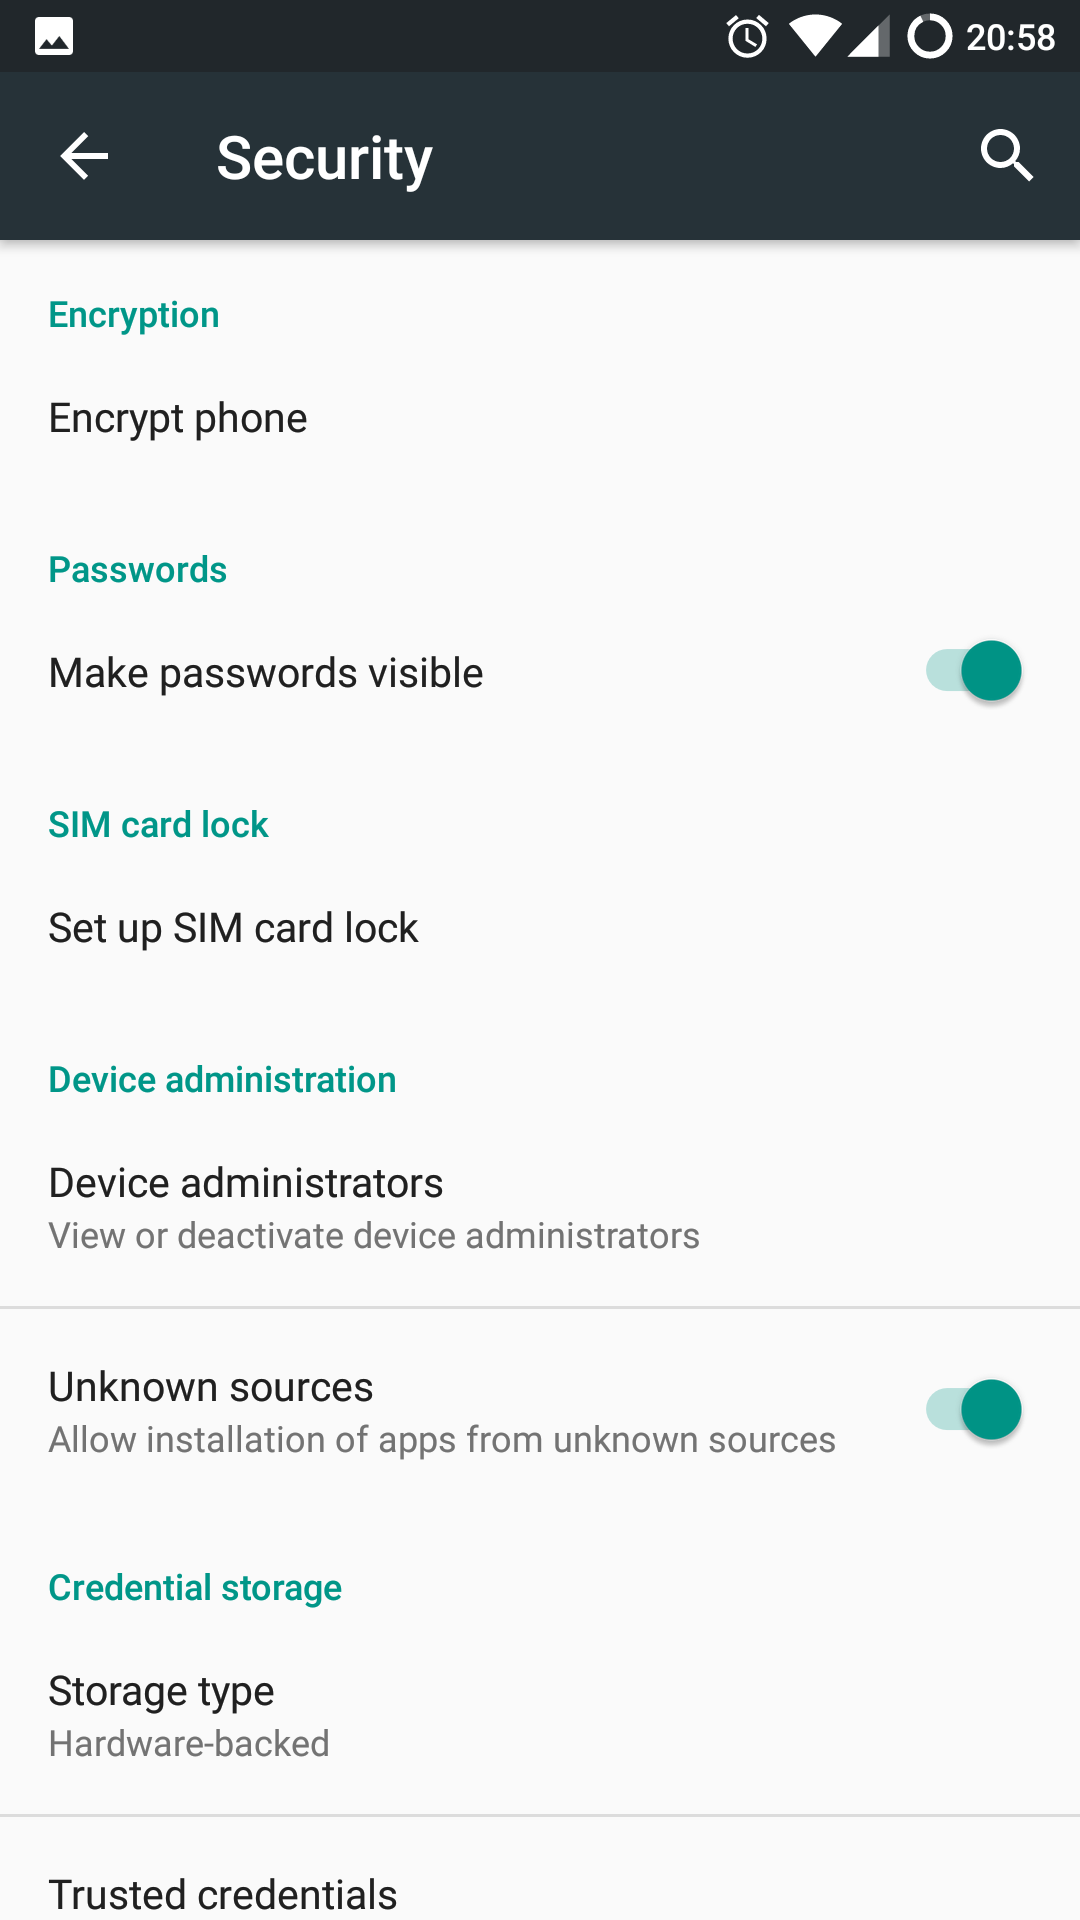 20:58
Security
Encryption
Encrypt phone
Passwords
Make passwords visible
SIM card lock
Set up SIM card lock
Device administration
Device administrators
View or deactivate device administrators
Unknown sources
Allow installation of apps from unknown sources
Credential storage
Storage type
Hardware-backed
Trusted credentials